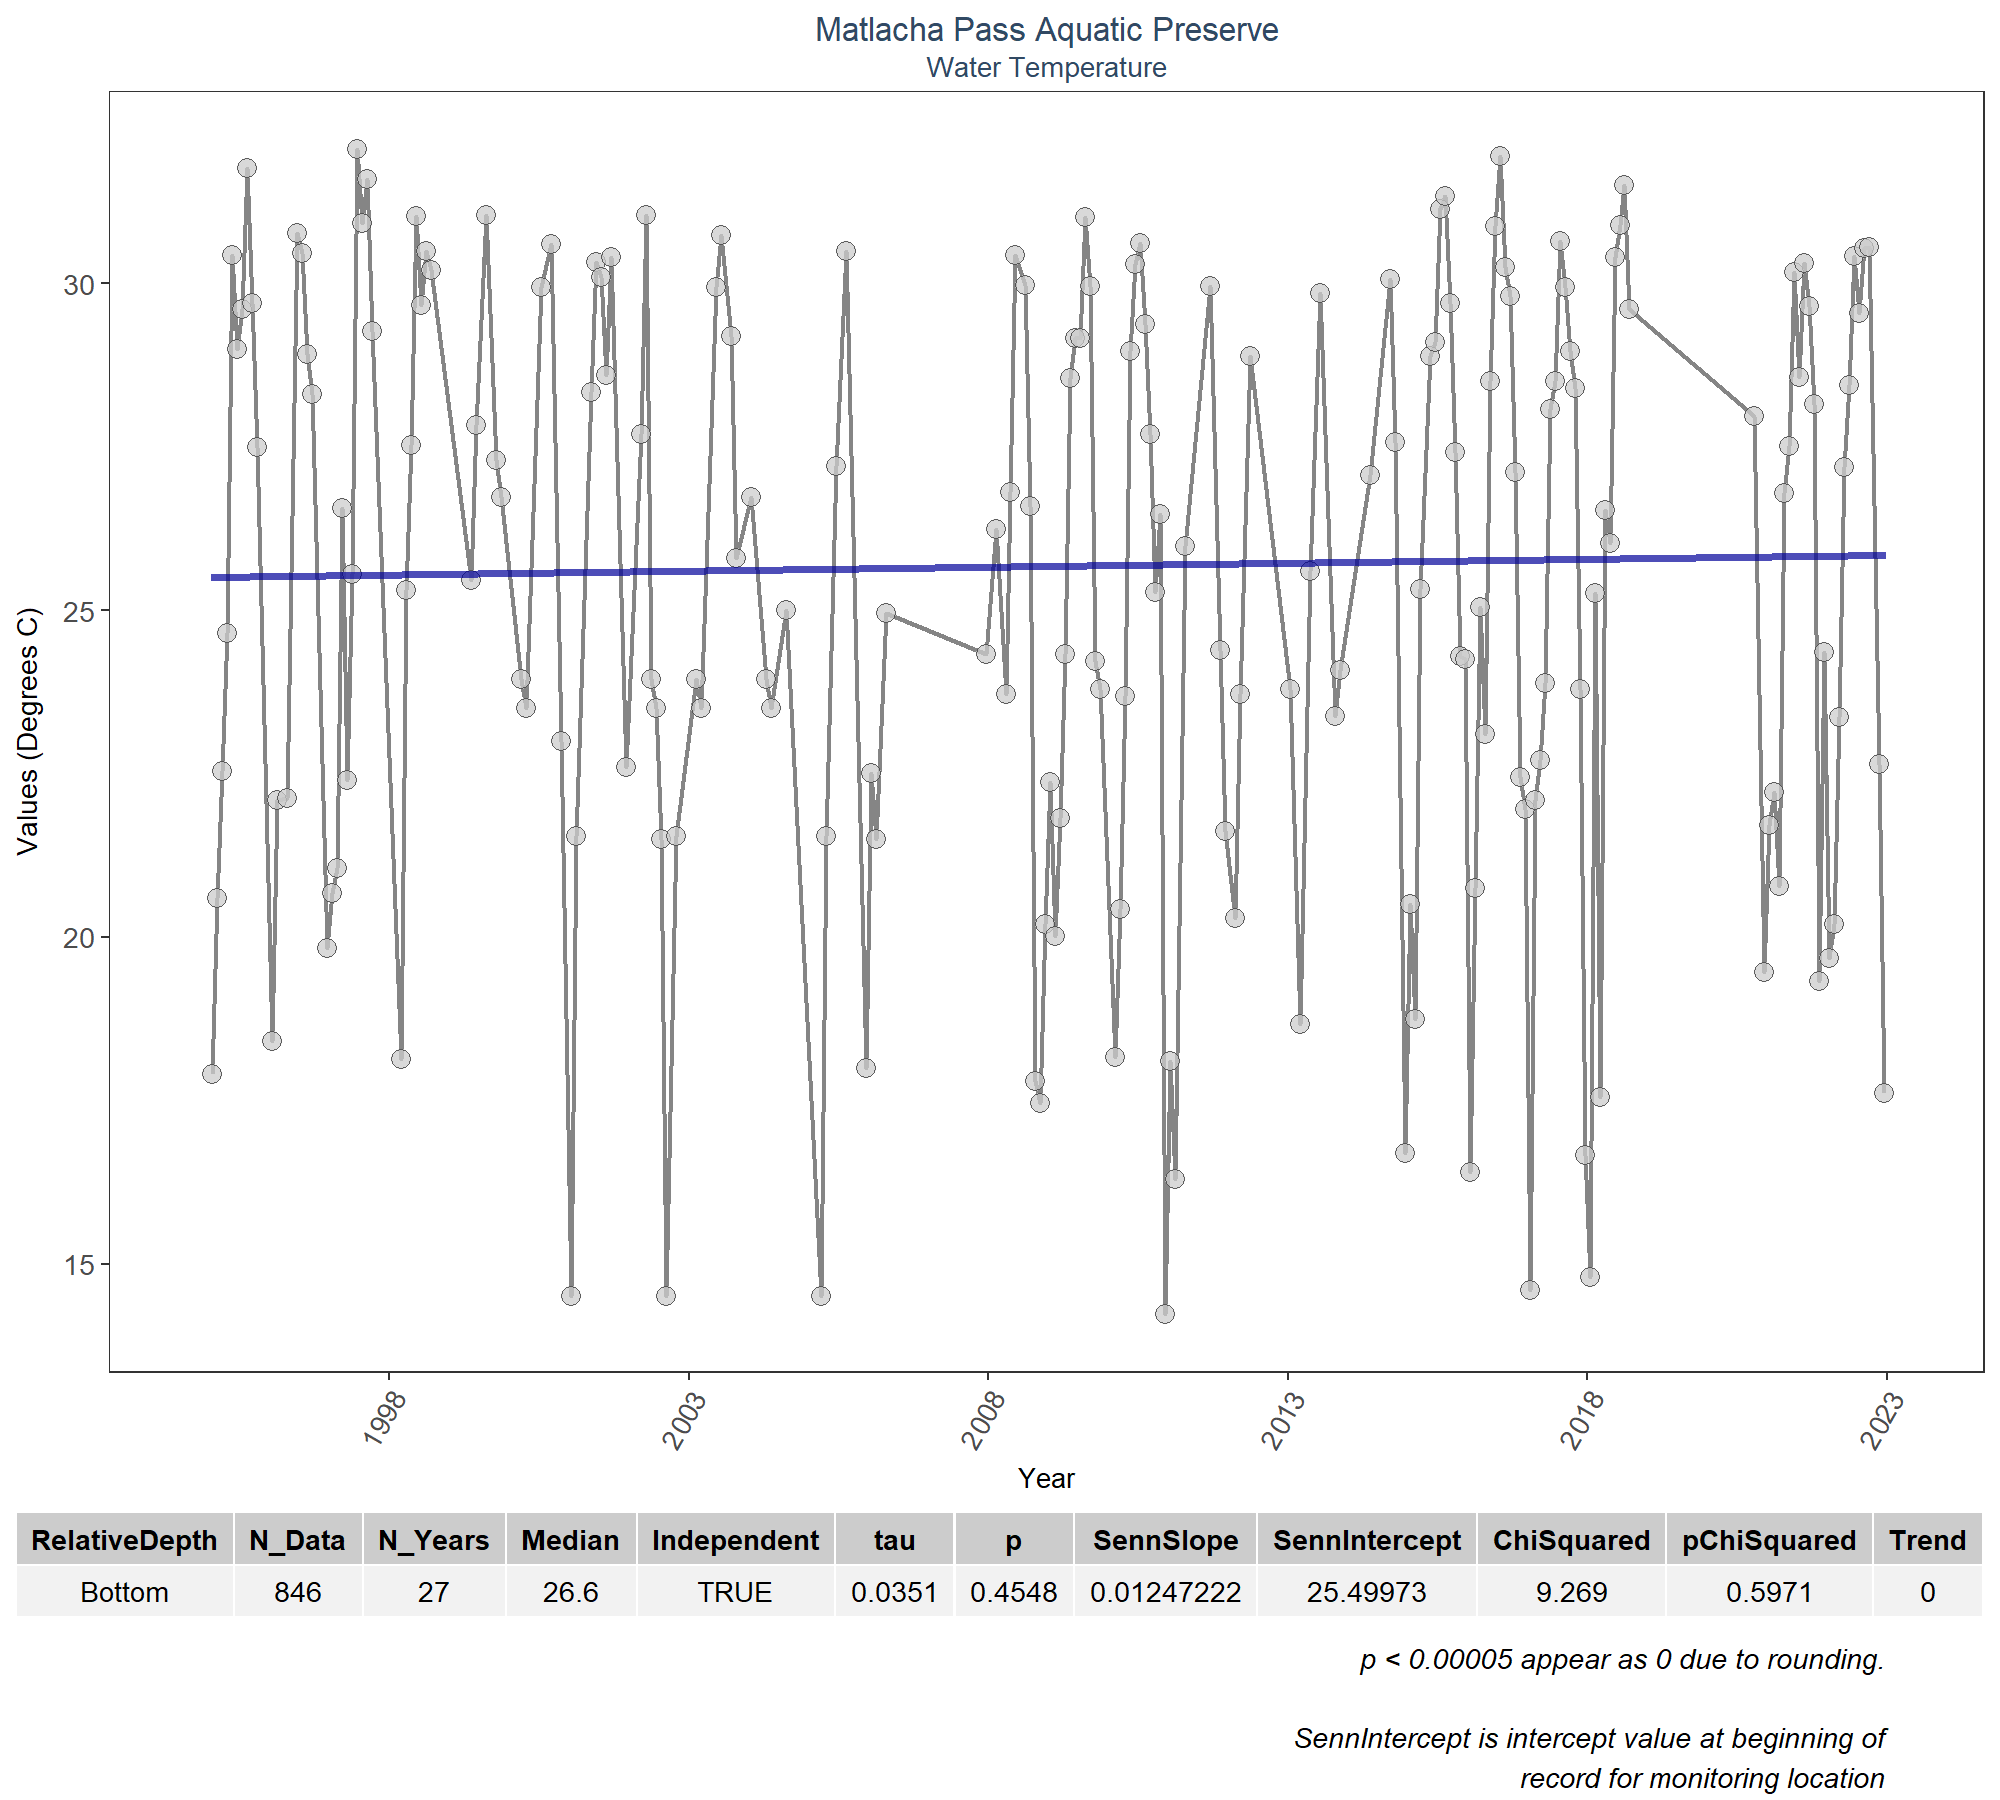 Matlacha Pass Aquatic Preserve
Water Temperature
Values (Degrees C)
30
25
20
15
1998
2003
2008
2013
2018
2023
Year
RelativeDepth N_Data N_Years Median Independent tau p SennSlope SennIntercept ChiSquared pChiSquared Trend
Bottom 846 27 26.6 TRUE 0.0351 0.4548 0.01247222 25.49973 9.269 0.5971 0
p < 0.00005 appear as 0 due to rounding.
SennIntercept is intercept value at beginning of
record for monitoring location